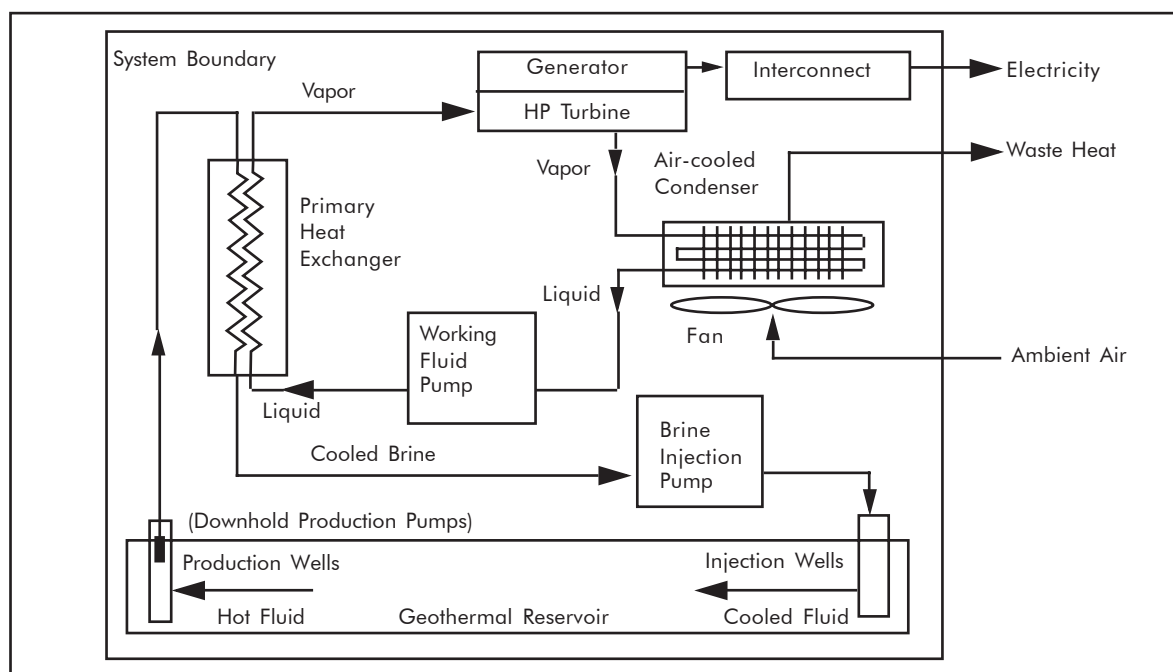 System Boundary
Generator
Interconnect
Electricity
Vapor
HP Turbine
Waste Heat
Vapor
Air-cooled
Condenser
Primary
Heat
Exchanger
Liquid
Working
Fluid
Pump
Fan
Ambient Air
Liquid
Brine
Injection
Pump
Cooled Brine
(Downhold Production Pumps)
Production Wells
Injection Wells
Hot Fluid
Geothermal Reservoir
Cooled Fluid